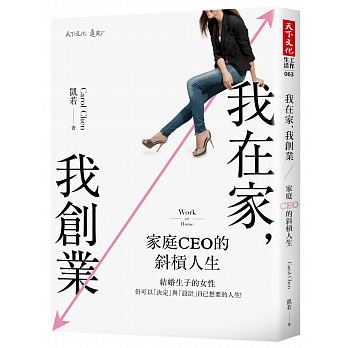 天下文化 遠見
凱若 著
Carol Chen
我在家,
我創業
Work
at
Home
家庭CEO的
斜槓人生
結婚生子的女性
仍可以「決定」與「設計」自己想要的人生!
天下文化
工作生活
063
我在家,我創業/家庭CEO的斜槓人生
Carol Chen
凱若 著